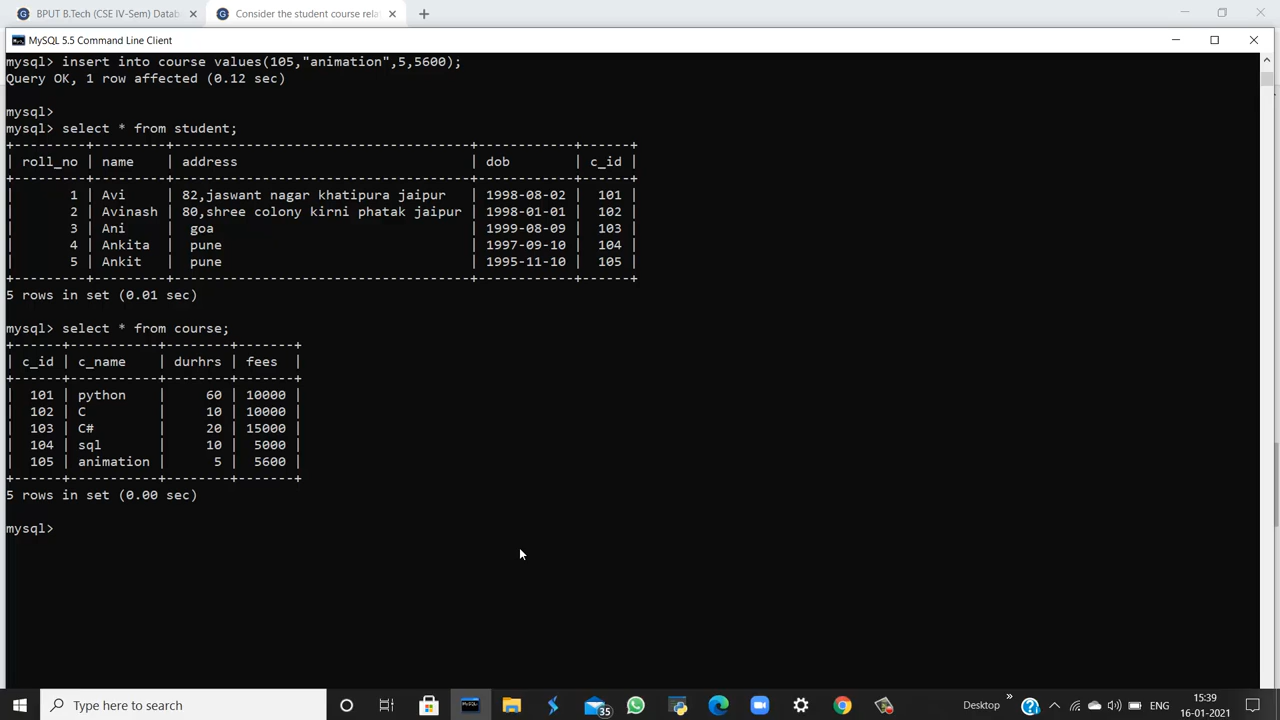 BPUT B.Tech (CSE IV-Sem) Datab
Consider the student course rela
MySQL 5.5 Command Line Client
mysql> insert into course values(105,"animation",5,5600);
Query OK, 1 row affected (0.12 sec)
mysql>
mysql> select * from student;
+---------+---------+-------------------------------------+------------+-------+
| roll_no | name    | address                             | dob        | c_id  |
+---------+---------+-------------------------------------+------------+-------+
|       1 | Avi     | 82,jaswant nagar khatipura jaipur   | 1998-08-02 |  101  |
|       2 | Avinash | 80,shree colony kirni phatak jaipur | 1998-01-01 |  102  |
|       3 | Ani     |  goa                                | 1999-08-09 |  103  |
|       4 | Ankita  |  pune                               | 1997-09-10 |  104  |
|       5 | Ankit   |  pune                               | 1995-11-10 |  105  |
+---------+---------+-------------------------------------+------------+-------+
5 rows in set (0.01 sec)
mysql> select * from course;
+------+-----------+--------+-------+
| c_id | c_name    | durhrs | fees  |
+------+-----------+--------+-------+
|  101 | python    |     60 | 10000 |
|  102 | C         |     10 | 10000 |
|  103 | C#        |     20 | 15000 |
|  104 | sql       |     10 |  5000 |
|  105 | animation |      5 |  5600 |
+------+-----------+--------+-------+
5 rows in set (0.00 sec)
mysql>
Type here to search
35
Desktop
ENG
15:39
16-01-2021